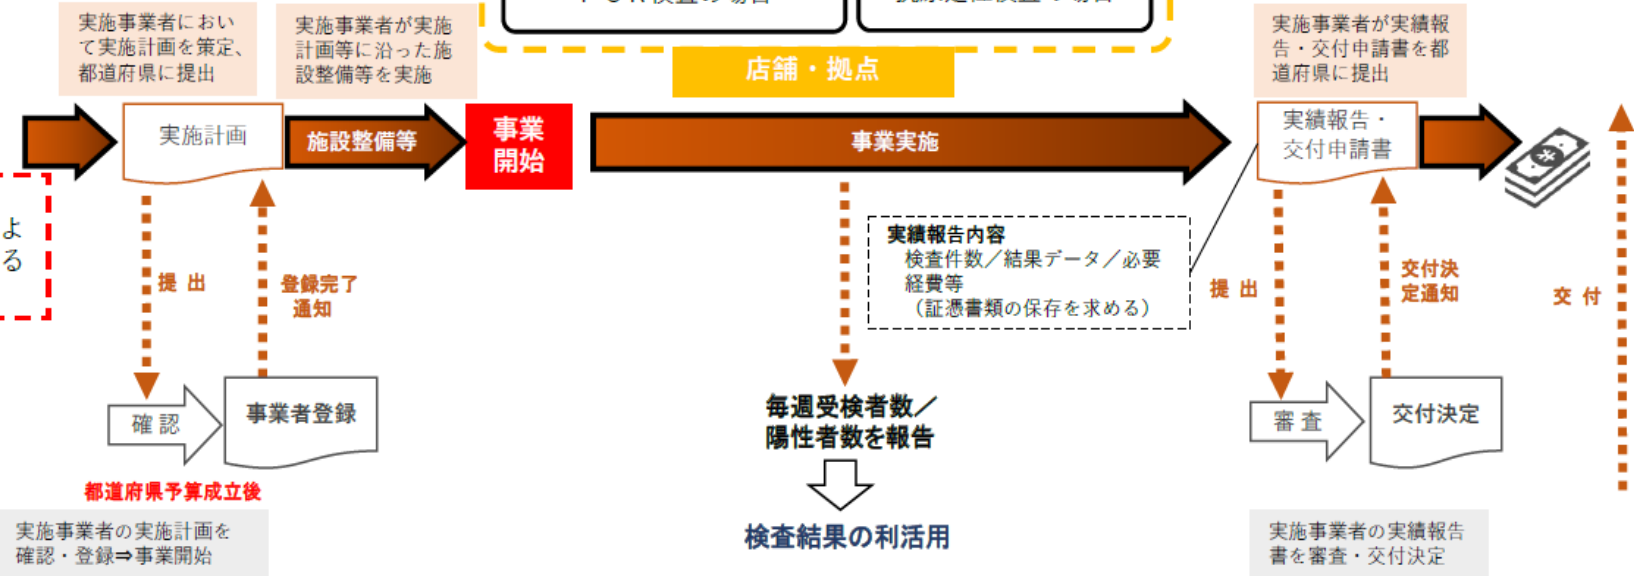 実施事業者におい
て実施計画を策定、
都道府県に提出
実施事業者が実施
計画等に沿った施
設整備等を実施
店舗・拠点
実施事業者が実績報
告・交付申請書を都
道府県に提出
実施計画
施設整備等
事業
開始
事業実施
実績報告・
交付申請書
よ
る
提 出
登録完了
通知
実績報告内容
検査件数／結果データ／必要
経費等
（証憑書類の保存を求める）
提 出
交付決
定通知
交 付
確 認
事業者登録
毎週受検者数／
陽性者数を報告
審 査
交付決定
都道府県予算成立後
検査結果の利活用
実施事業者の実施計画を
確認・登録⇒事業開始
実施事業者の実績報告
書を審査・交付決定